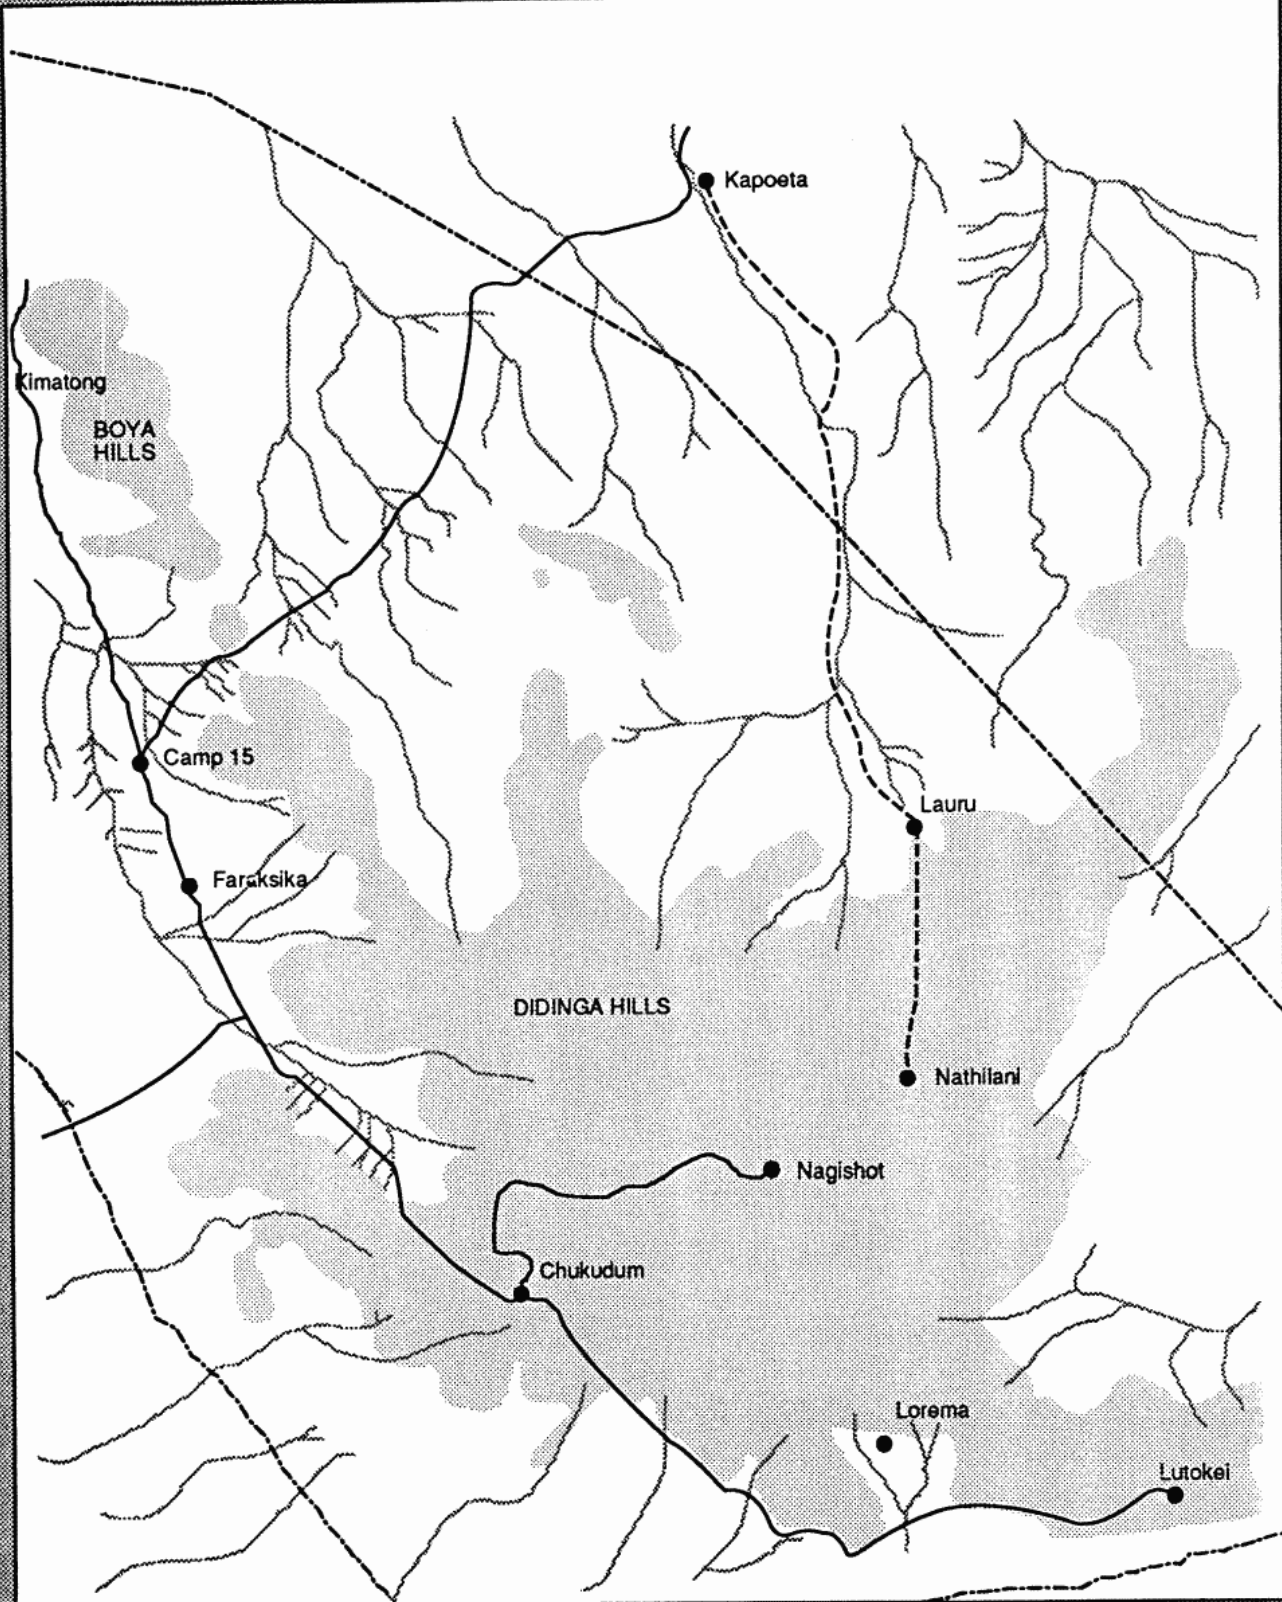 Kapoeta
Kimatong
BOYA
HILLS
Camp 15
Lauru
Faraksika
DIDINGA HILLS
Nathilani
Nagishot
Chukudum
Lorema
Lutokei